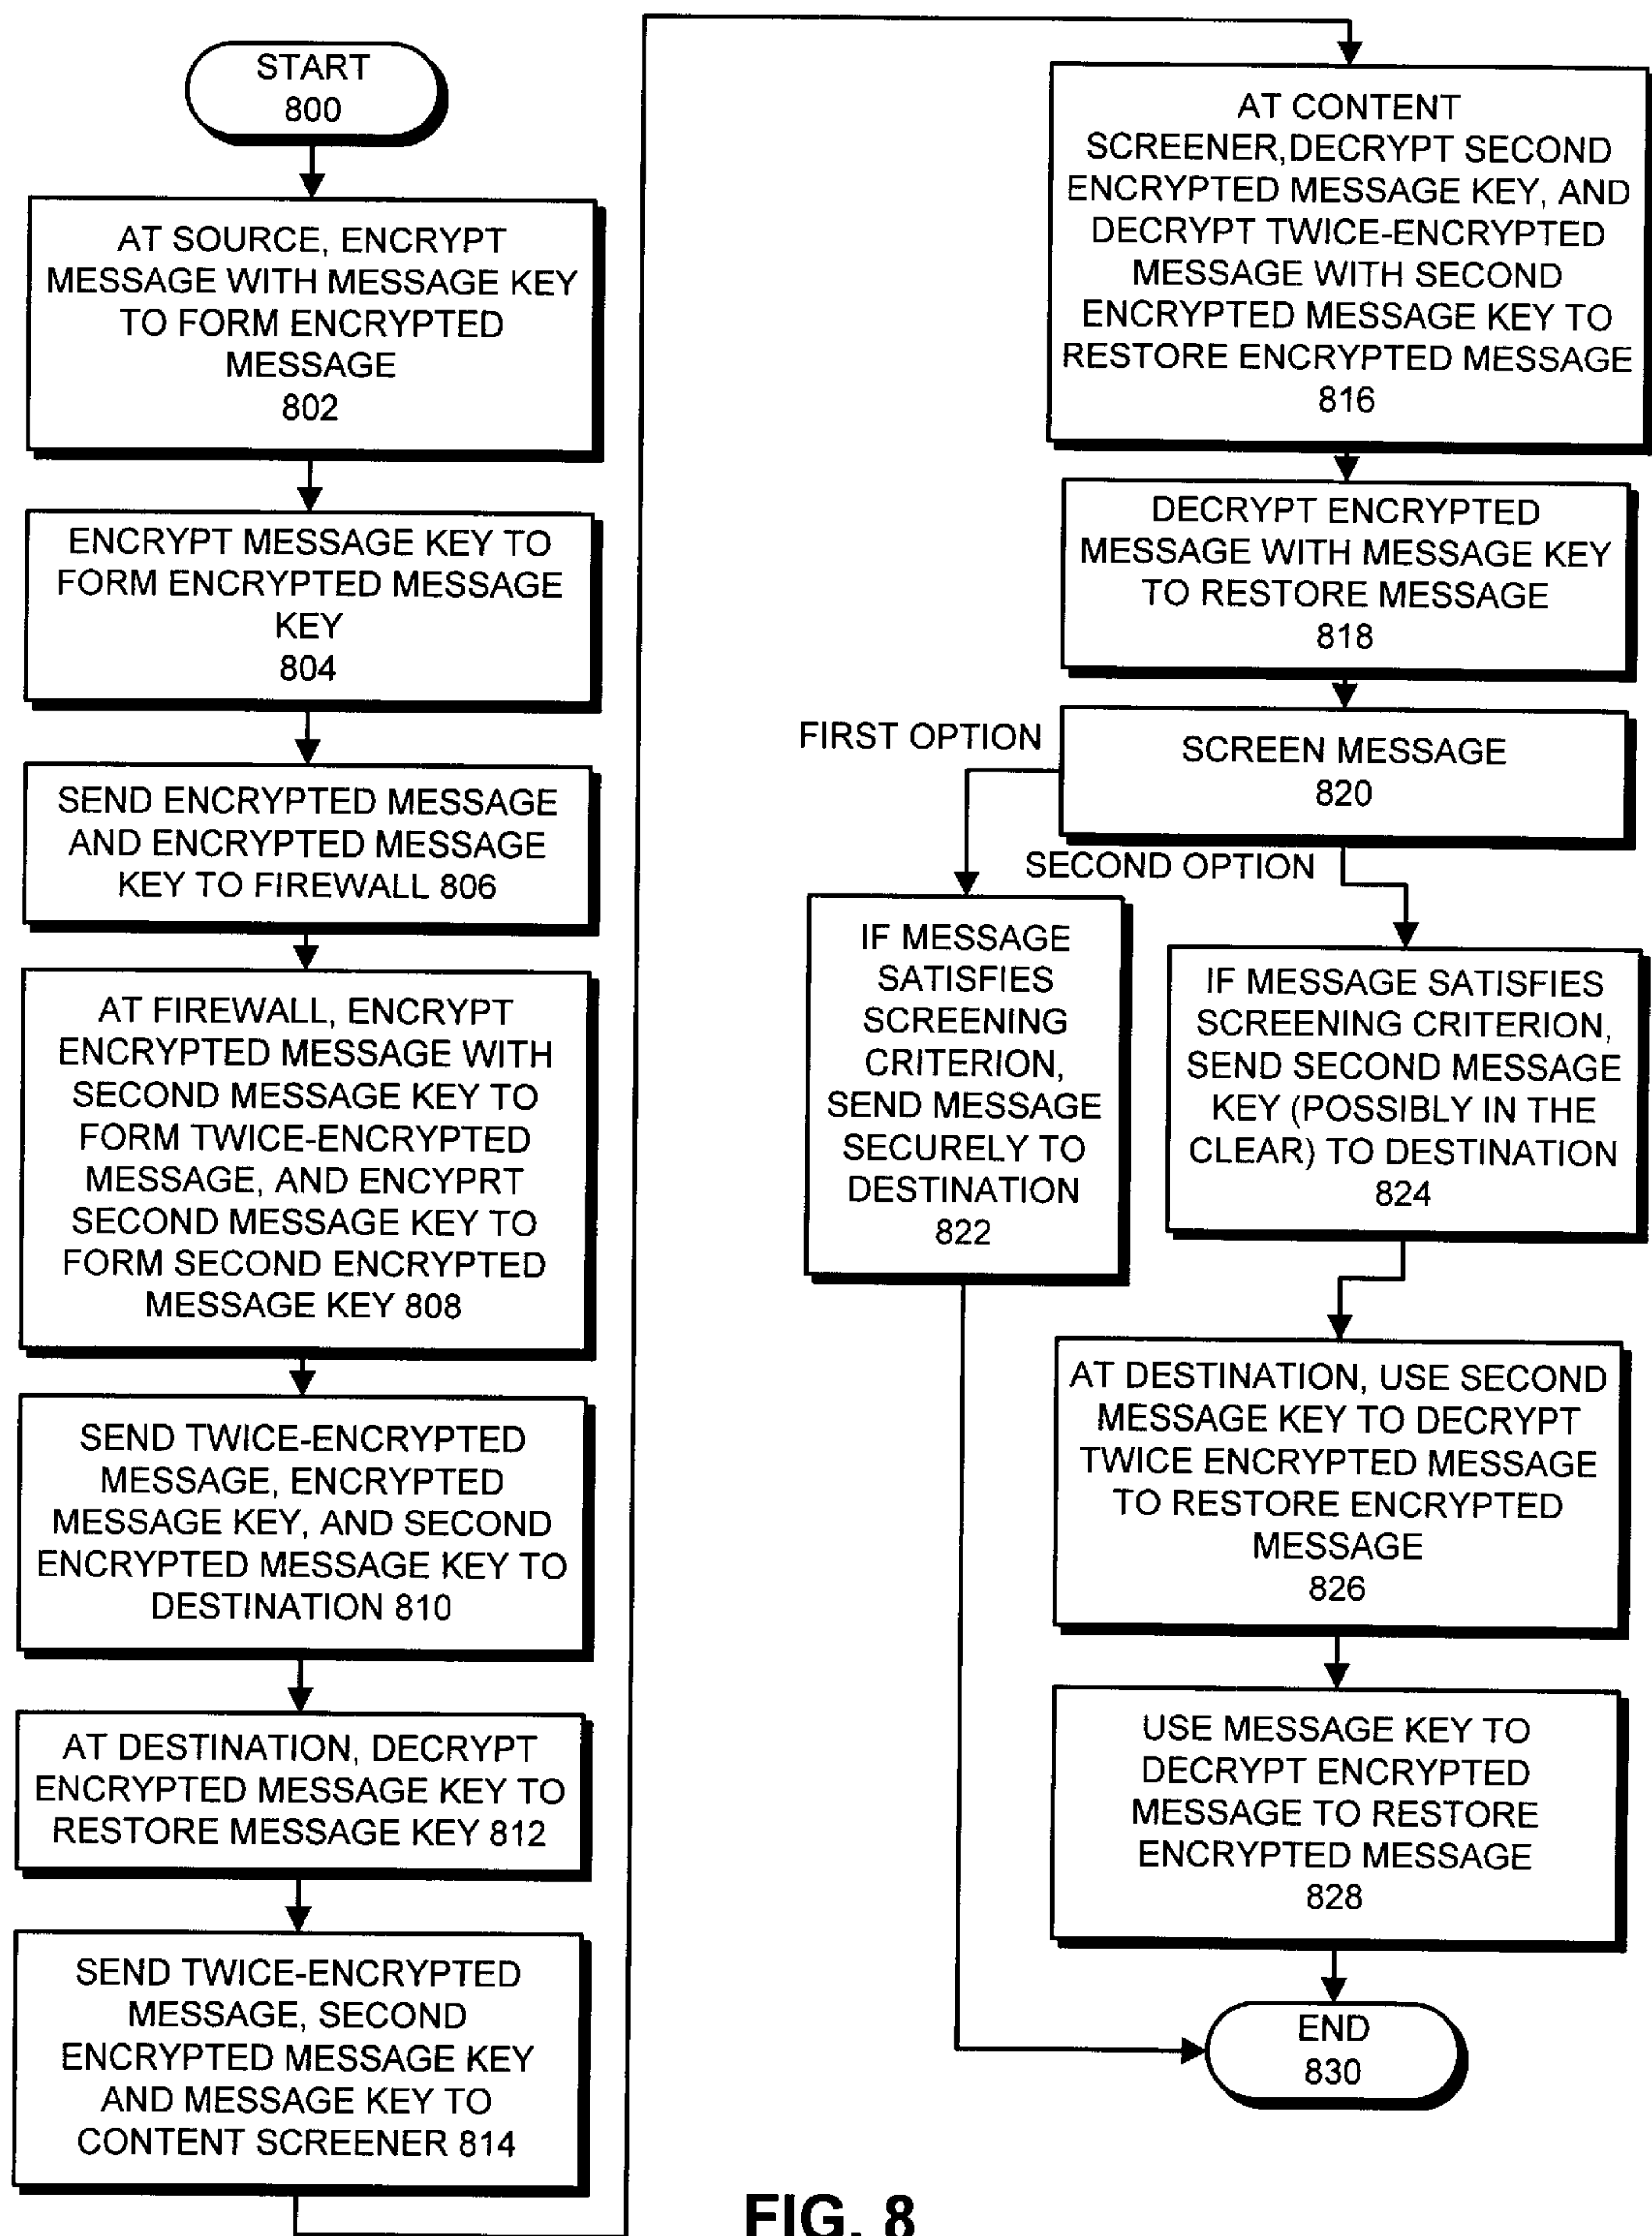 START
800
AT SOURCE, ENCRYPT
MESSAGE WITH MESSAGE KEY
TO FORM ENCRYPTED
MESSAGE
802
ENCRYPT MESSAGE KEY TO
FORM ENCRYPTED MESSAGE
KEY
804
SEND ENCRYPTED MESSAGE
AND ENCRYPTED MESSAGE
KEY TO FIREWALL 806
AT FIREWALL, ENCRYPT
ENCRYPTED MESSAGE WITH
SECOND MESSAGE KEY TO
FORM TWICE-ENCRYPTED
MESSAGE, AND ENCYPRT
SECOND MESSAGE KEY TO
FORM SECOND ENCRYPTED
MESSAGE KEY 808
SEND TWICE-ENCRYPTED
MESSAGE, ENCRYPTED
MESSAGE KEY, AND SECOND
ENCRYPTED MESSAGE KEY TO
DESTINATION 810
AT DESTINATION, DECRYPT
ENCRYPTED MESSAGE KEY TO
RESTORE MESSAGE KEY 812
SEND TWICE-ENCRYPTED
MESSAGE, SECOND
ENCRYPTED MESSAGE KEY
AND MESSAGE KEY TO
CONTENT SCREENER 814
AT CONTENT
SCREENER,DECRYPT SECOND
ENCRYPTED MESSAGE KEY, AND
DECRYPT TWICE-ENCRYPTED
MESSAGE WITH SECOND
ENCRYPTED MESSAGE KEY TO
RESTORE ENCRYPTED MESSAGE
816
DECRYPT ENCRYPTED
MESSAGE WITH MESSAGE KEY
TO RESTORE MESSAGE
818
FIRST OPTION
SCREEN MESSAGE
820
SECOND OPTION
IF MESSAGE
SATISFIES
SCREENING
CRITERION,
SEND MESSAGE
SECURELY TO
DESTINATION
822
IF MESSAGE SATISFIES
SCREENING CRITERION,
SEND SECOND MESSAGE
KEY (POSSIBLY IN THE
CLEAR) TO DESTINATION
824
AT DESTINATION, USE SECOND
MESSAGE KEY TO DECRYPT
TWICE ENCRYPTED MESSAGE
TO RESTORE ENCRYPTED
MESSAGE
826
USE MESSAGE KEY TO
DECRYPT ENCRYPTED
MESSAGE TO RESTORE
ENCRYPTED MESSAGE
828
END
830
FIG. 8